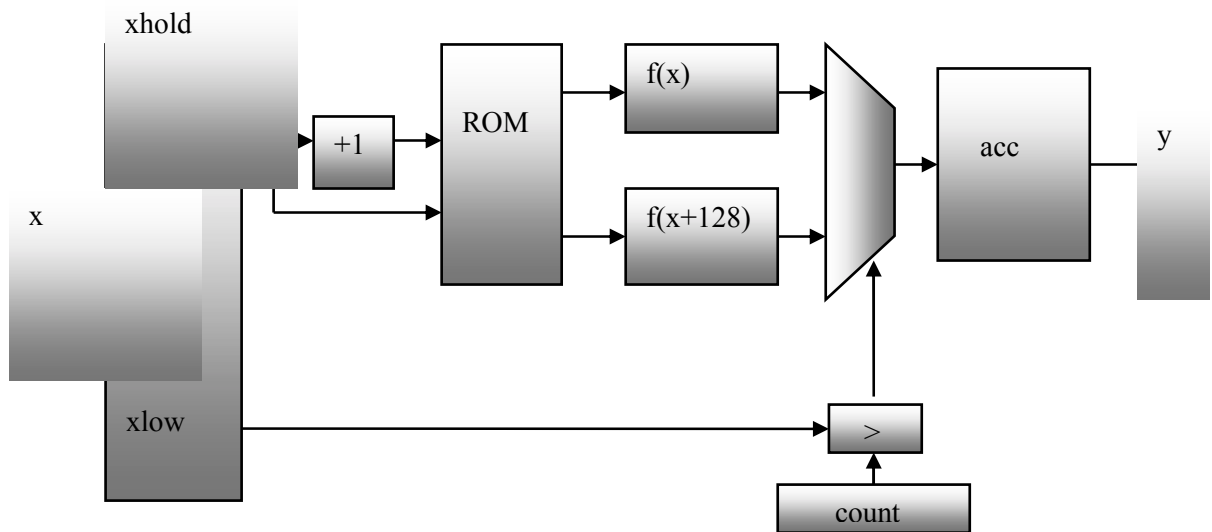 xhold
+1
ROM
f(x)
f(x+128)
acc
y
x
xlow
>
count